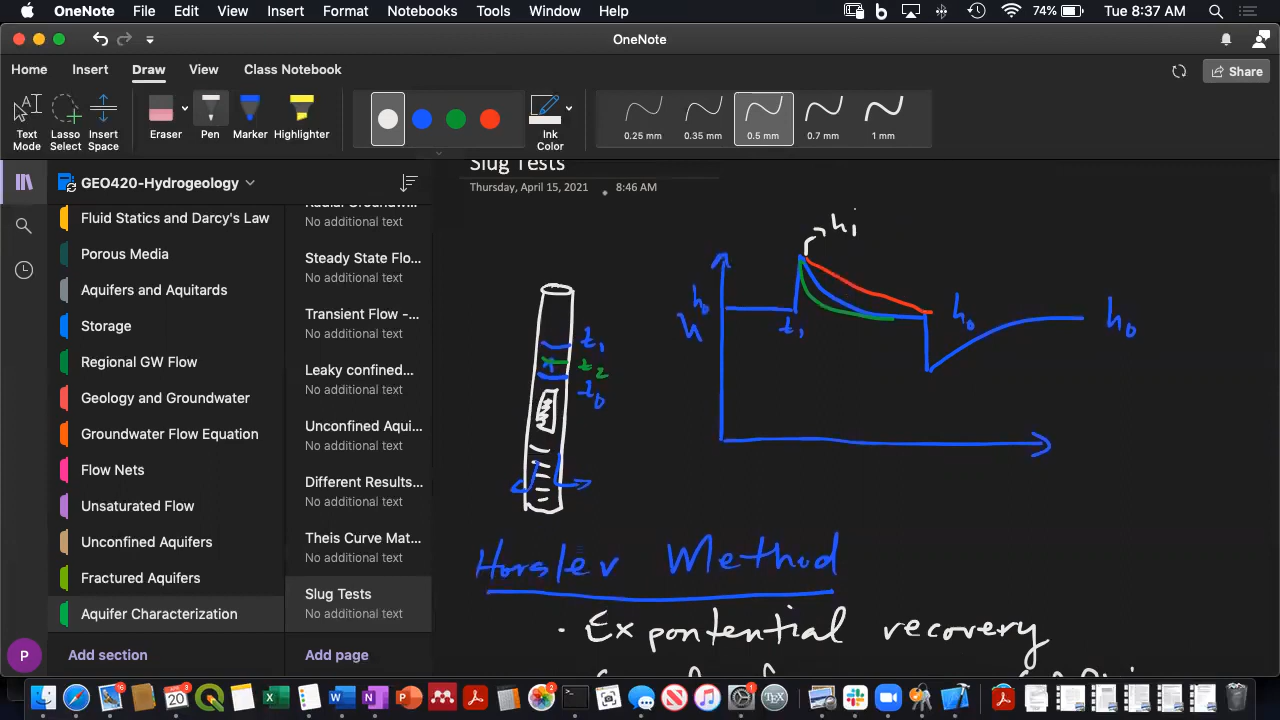 OneNote File Edit View Insert Format Notebooks Tools Window Help 74% Tue 8:37 AM
OneNote
Home Insert Draw View Class Notebook Share
Text Mode Lasso Select Insert Space Eraser Pen Marker Highlighter Ink Color 0.25 mm 0.35 mm 0.5 mm 0.7 mm 1 mm
GEO420-Hydrogeology
Fluid Statics and Darcy's Law
Porous Media
Aquifers and Aquitards
Storage
Regional GW Flow
Geology and Groundwater
Groundwater Flow Equation
Flow Nets
Unsaturated Flow
Unconfined Aquifers
Fractured Aquifers
Aquifer Characterization
P
Add section
No additional text
Steady State Flo...
No additional text
Transient Flow -...
No additional text
Leaky confined...
No additional text
Unconfined Aqui...
No additional text
Different Results...
No additional text
Theis Curve Mat...
No additional text
Slug Tests
No additional text
Add page
Slug Tests
Thursday, April 15, 2021 8:46 AM
t1
t2
t0
h0
h
t1
hi
h0
h0
Horslev Method
· Expontential recovery